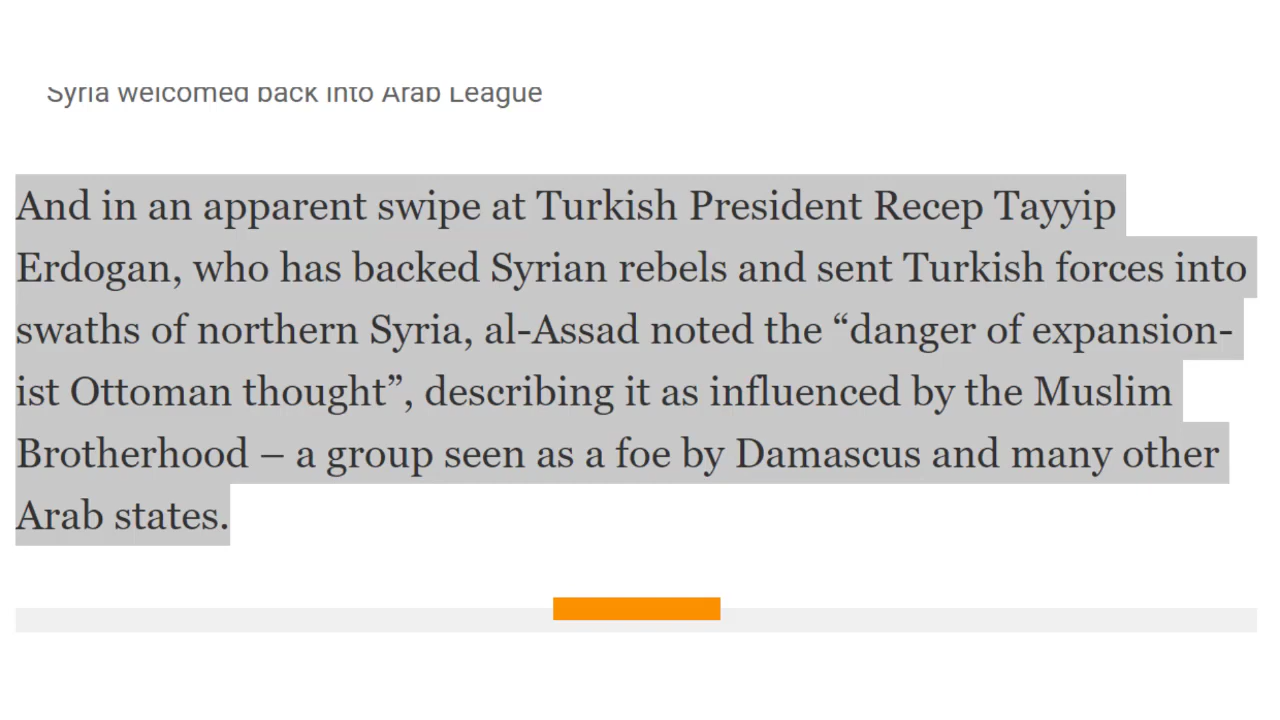 Syria welcomed back into Arab League
And in an apparent swipe at Turkish President Recep Tayyip
Erdogan, who has backed Syrian rebels and sent Turkish forces into
swaths of northern Syria, al-Assad noted the “danger of expansion-
ist Ottoman thought”, describing it as influenced by the Muslim
Brotherhood – a group seen as a foe by Damascus and many other
Arab states.